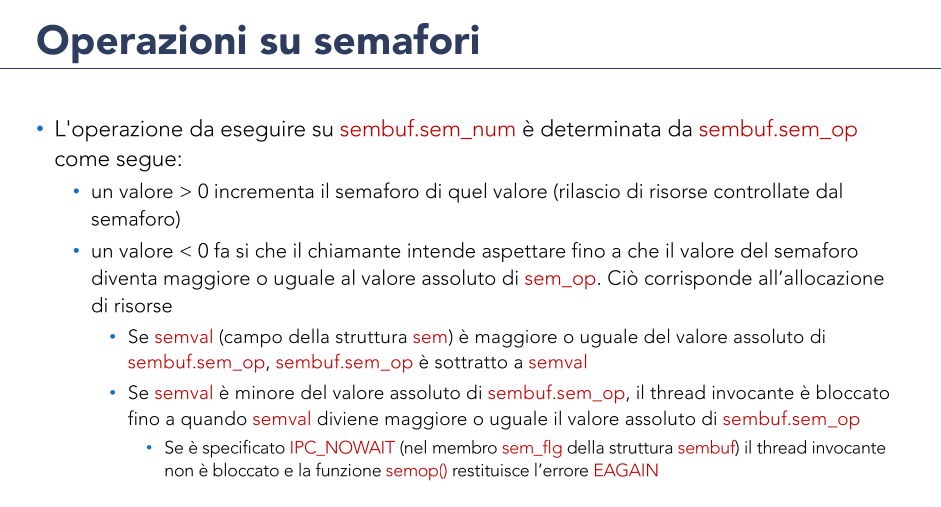 Operazioni su semafori
• L'operazione da eseguire su sembuf.sem_num è determinata da sembuf.sem_op
come segue:
• un valore > 0 incrementa il semaforo di quel valore (rilascio di risorse controllate dal
semaforo)
• un valore < 0 fa si che il chiamante intende aspettare fino a che il valore del semaforo
diventa maggiore o uguale al valore assoluto di sem_op. Ciò corrisponde all’allocazione
di risorse
• Se semval (campo della struttura sem) è maggiore o uguale del valore assoluto di
sembuf.sem_op, sembuf.sem_op è sottratto a semval
• Se semval è minore del valore assoluto di sembuf.sem_op, il thread invocante è bloccato
fino a quando semval diviene maggiore o uguale il valore assoluto di sembuf.sem_op
• Se è specificato IPC_NOWAIT (nel membro sem_flg della struttura sembuf) il thread invocante
non è bloccato e la funzione semop() restituisce l’errore EAGAIN